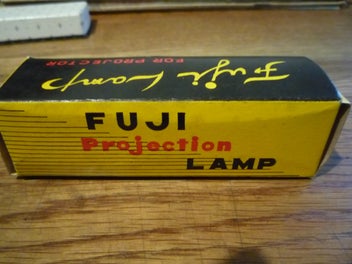 Fuji Lamp
FOR PROJECTOR
FUJI
Projection
LAMP